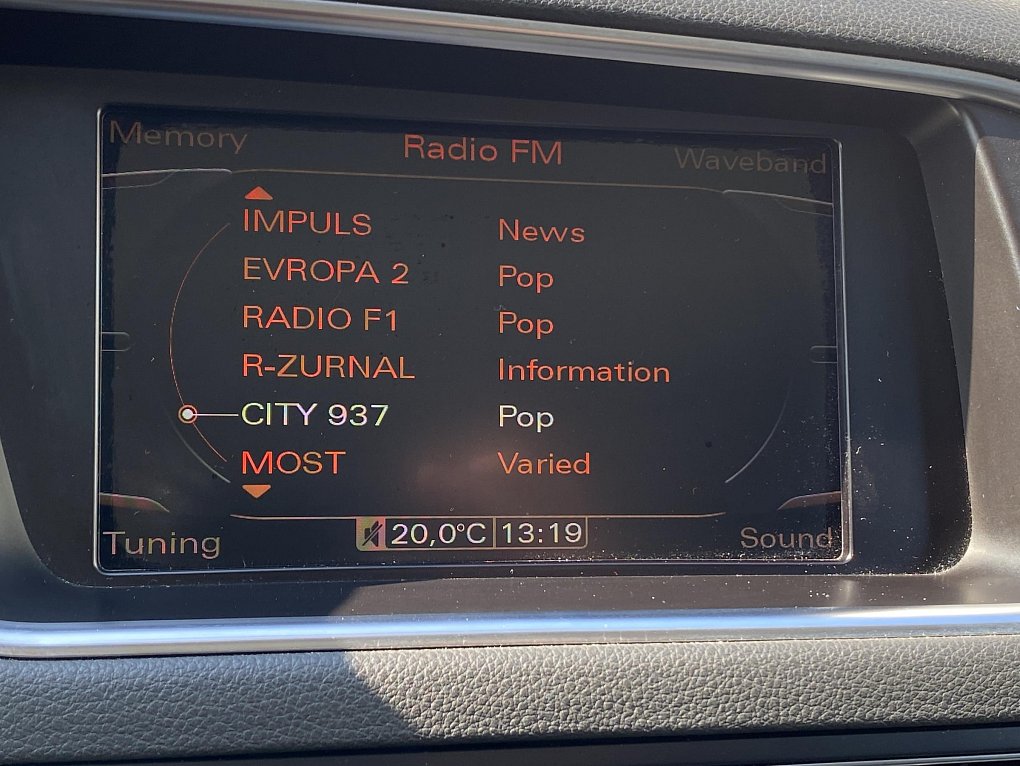 Memory Radio FM Waveband
IMPULS News
EVROPA 2 Pop
RADIO F1 Pop
R-ZURNAL Information
CITY 937 Pop
MOST Varied
Tuning 20,0°C 13:19 Sound